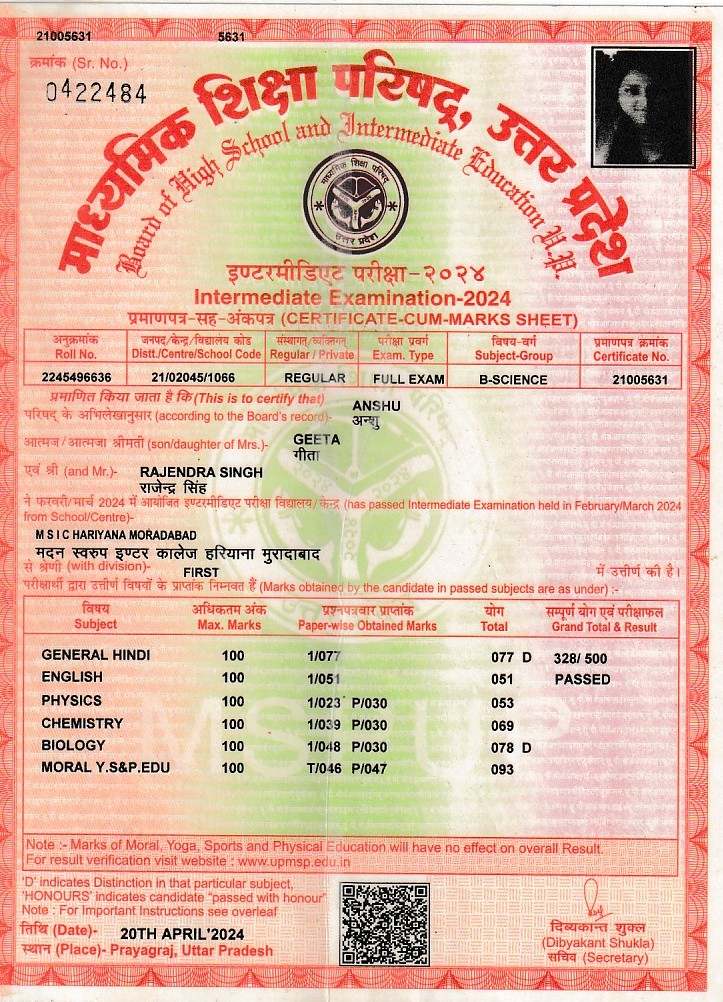 21005631 5631
क्रमांक (Sr. No.)
0422484
माध्यमिक शिक्षा परिषद्, उत्तर प्रदेश
Board of High School and Intermediate Education U.P.
माध्यमिक शिक्षा परिषद
उत्तर प्रदेश
इण्टरमीडिएट परीक्षा-२०२४
Intermediate Examination-2024
प्रमाणपत्र-सह-अंकपत्र (CERTIFICATE-CUM-MARKS SHEET)
अनुक्रमांक जनपद/केन्द्र/विद्यालय कोड संस्थागत/व्यक्तिगत परीक्षा प्रवर्ग विषय-वर्ग प्रमाणपत्र क्रमांक
Roll No. Distt./Centre/School Code Regular / Private Exam. Type Subject-Group Certificate No.
2245496636 21/02045/1066 REGULAR FULL EXAM B-SCIENCE 21005631
प्रमाणित किया जाता है कि (This is to certify that) ANSHU
परिषद् के अभिलेखानुसार (according to the Board's record)- अन्शु
आत्मज/आत्मजा श्रीमती (son/daughter of Mrs.)- GEETA
गीता
एवं श्री (and Mr.)- RAJENDRA SINGH
राजेन्द्र सिंह
ने फरवरी/मार्च 2024 में आयोजित इण्टरमीडिएट परीक्षा विद्यालय/केन्द्र (has passed Intermediate Examination held in February/March 2024
from School/Centre)-
M S I C HARIYANA MORADABAD
मदन स्वरुप इण्टर कालेज हरियाना मुरादाबाद
से श्रेणी (with division)- FIRST में उत्तीर्ण की है।
परीक्षार्थी द्वारा उत्तीर्ण विषयों के प्राप्तांक निम्नवत हैं (Marks obtained by the candidate in passed subjects are as under) :-
विषय अधिकतम अंक प्रश्नपत्रवार प्राप्तांक योग सम्पूर्ण योग एवं परीक्षाफल
Subject Max. Marks Paper-wise Obtained Marks Total Grand Total & Result
GENERAL HINDI 100 1/077 077 D 328/ 500
ENGLISH 100 1/051 051 PASSED
PHYSICS 100 1/023 P/030 053
CHEMISTRY 100 1/039 P/030 069
BIOLOGY 100 1/048 P/030 078 D
MORAL Y.S&P.EDU 100 T/046 P/047 093
Note :- Marks of Moral, Yoga, Sports and Physical Education will have no effect on overall Result.
For result verification visit website : www.upmsp.edu.in
'D' indicates Distinction in that particular subject,
'HONOURS' indicates candidate "passed with honour"
Note : For Important Instructions see overleaf
तिथि (Date)- 20TH APRIL'2024
स्थान (Place)- Prayagraj, Uttar Pradesh
दिव्यकान्त शुक्ल
(Dibyakant Shukla)
सचिव (Secretary)